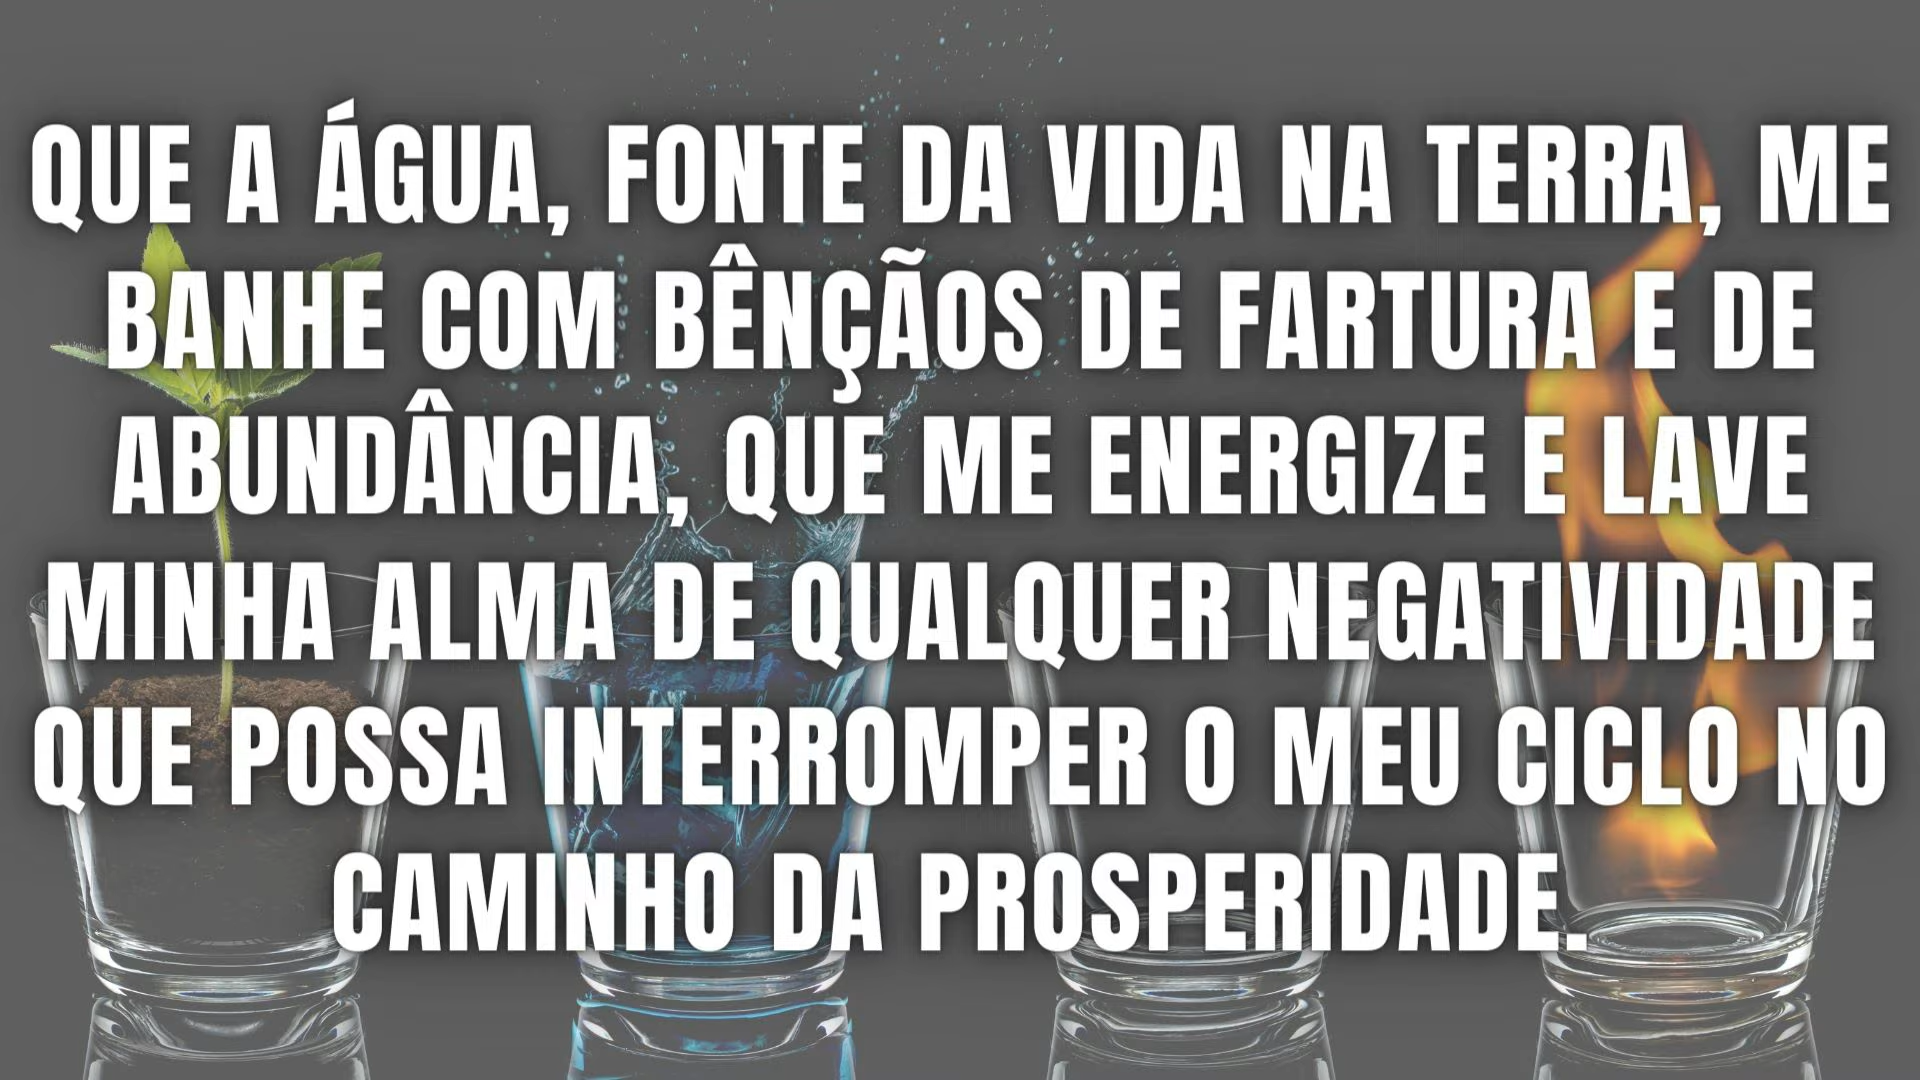 QUE A ÁGUA, FONTE DA VIDA NA TERRA, ME
BANHE COM BÊNÇÃOS DE FARTURA E DE
ABUNDÂNCIA, QUE ME ENERGIZE E LAVE
MINHA ALMA DE QUALQUER NEGATIVIDADE
QUE POSSA INTERROMPER O MEU CICLO NO
CAMINHO DA PROSPERIDADE.